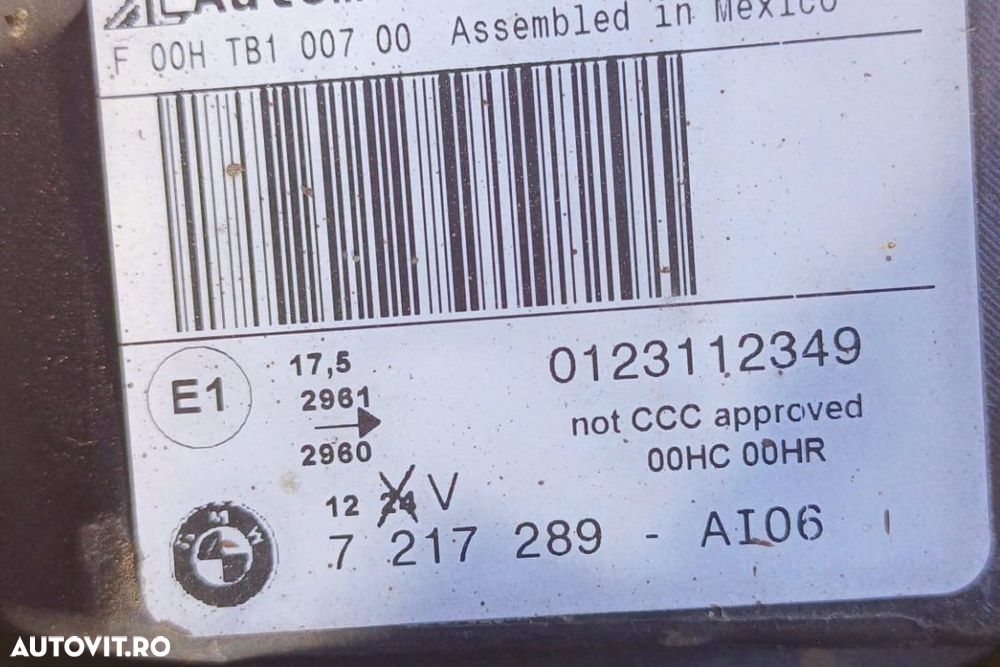 F 00H TB1 007 00 Assembled in Mexico
E1
17,5
2961
2960
0123112349
not CCC approved
00HC 00HR
12 24 V
7 217 289 - AI06
AUTOVIT.RO